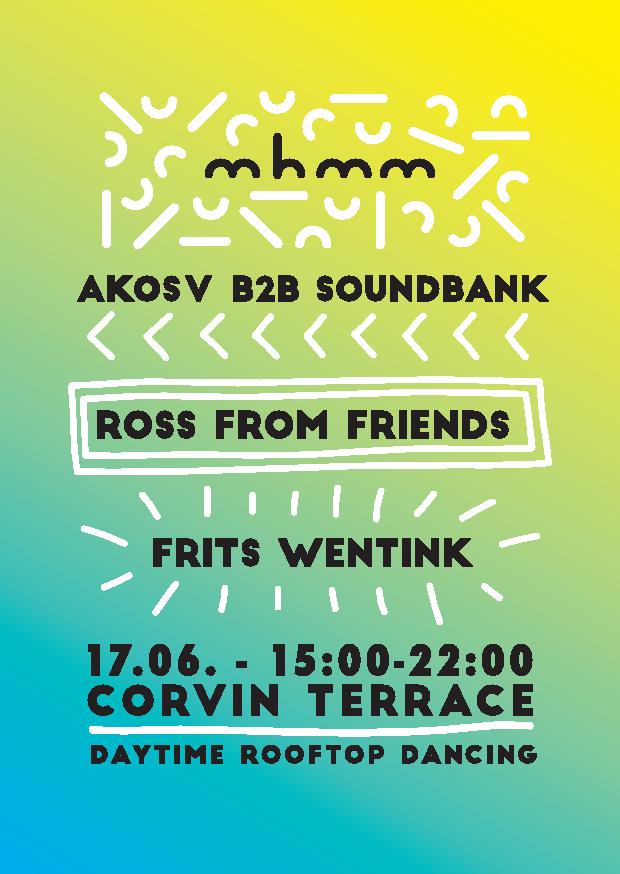 mhmm
AKOSV B2B SOUNDBANK
ROSS FROM FRIENDS
FRITS WENTINK
17.06. - 15:00-22:00
CORVIN TERRACE
DAYTIME ROOFTOP DANCING